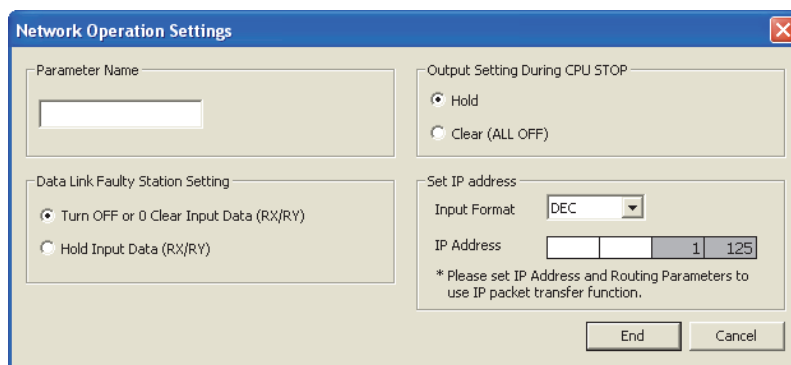 Network Operation Settings
Parameter Name
Output Setting During CPU STOP
Hold
Clear (ALL OFF)
Data Link Faulty Station Setting
Turn OFF or 0 Clear Input Data (RX/RY)
Hold Input Data (RX/RY)
Set IP address
Input Format DEC
IP Address 1 125
* Please set IP Address and Routing Parameters to
use IP packet transfer function.
End Cancel